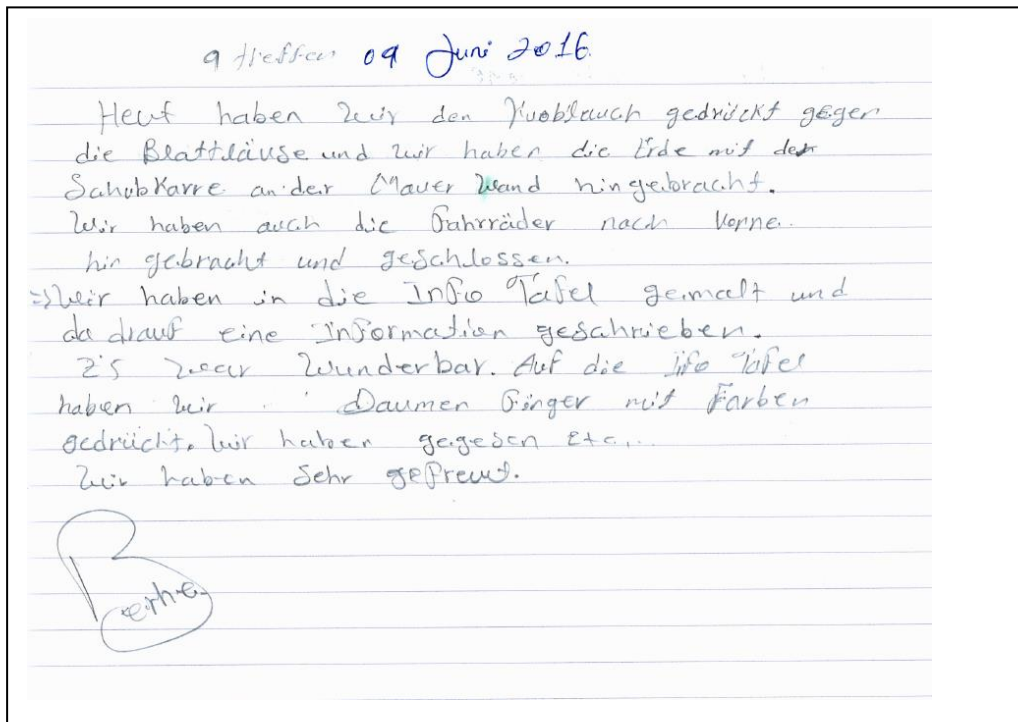 9 treffen 09 Juni 2016
Heut haben wir den Knoblauch gedrückt gegen
die Blattläuse und wir haben die Erde mit der
Schubkarre an der Mauer Wand hingebracht.
Wir haben auch die Fahrräder nach Vorne
hin gebracht und geschlossen.
=> Wir haben in die Info Tafel gemalt und
da drauf eine Information geschrieben.
Es war Wunderbar. Auf die Info Tafel
haben wir Daumen Finger mit Farben
gedrückt. Wir haben gegesen Etc...
Wir haben Sehr gefreut.
Berhe